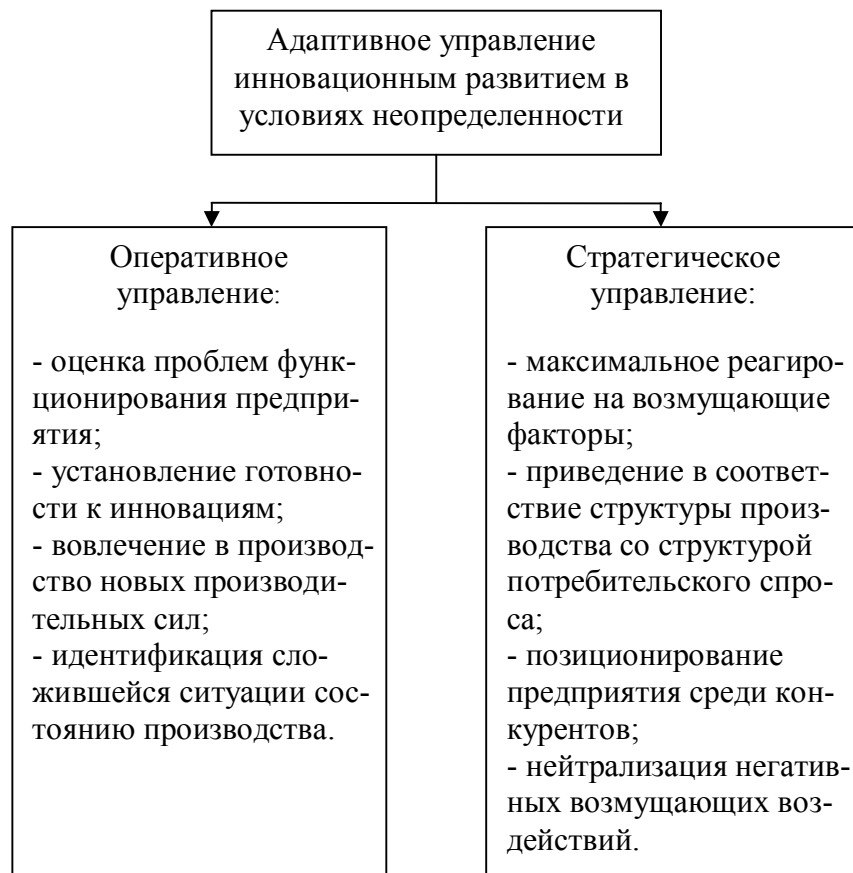 Адаптивное управление
инновационным развитием в
условиях неопределенности
Оперативное
управление:
- оценка проблем функ-
ционирования предпри-
ятия;
- установление готовно-
сти к инновациям;
- вовлечение в производ-
ство новых производи-
тельных сил;
- идентификация сло-
жившейся ситуации сос-
тоянию производства.
Стратегическое
управление:
- максимальное реагиро-
вание на возмущающие
факторы;
- приведение в соответ-
ствие структуры произ-
водства со структурой
потребительского спро-
са;
- позиционирование
предприятия среди кон-
курентов;
- нейтрализация негатив-
ных возмущающих воз-
действий.